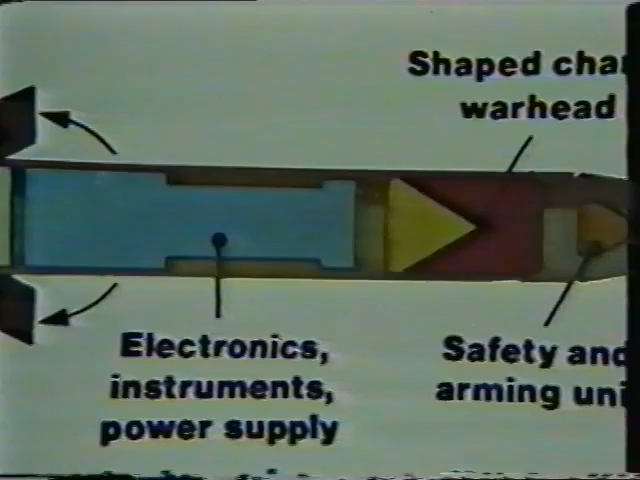 Shaped cha
warhead
Electronics,
instruments,
power supply
Safety and
arming uni